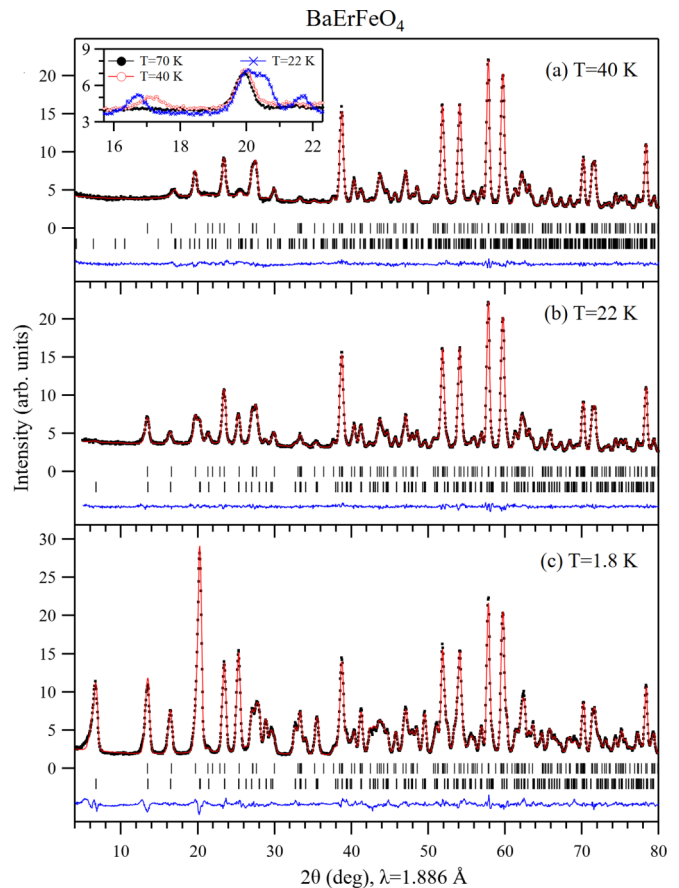 BaErFeO4
9
7
5
3
T=70 K
T=40 K
T=22 K
16 18 20 22
(a) T=40 K
20
15
10
5
0
(b) T=22 K
20
15
10
5
0
(c) T=1.8 K
30
25
20
15
10
5
0
Intensity (arb. units)
10 20 30 40 50 60 70 80
2θ (deg), λ=1.886 Å